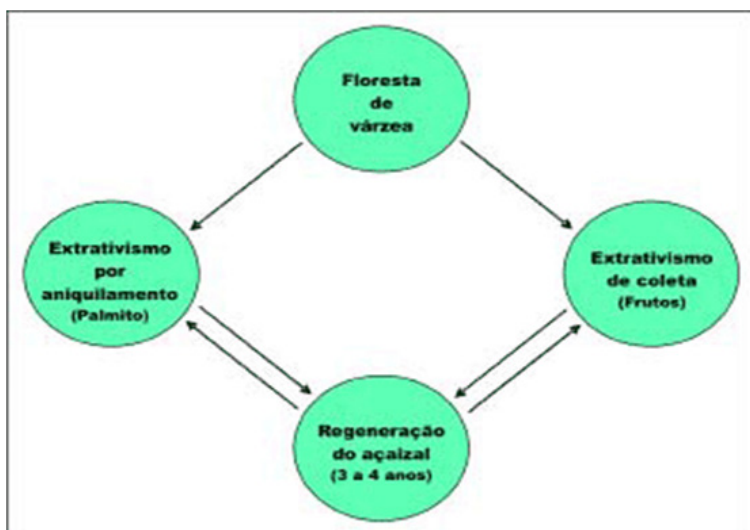 Floresta
de
várzea
Extrativismo
por
aniquilamento
(Palmito)
Extrativismo
de coleta
(Frutos)
Regeneração
do açaizal
(3 a 4 anos)